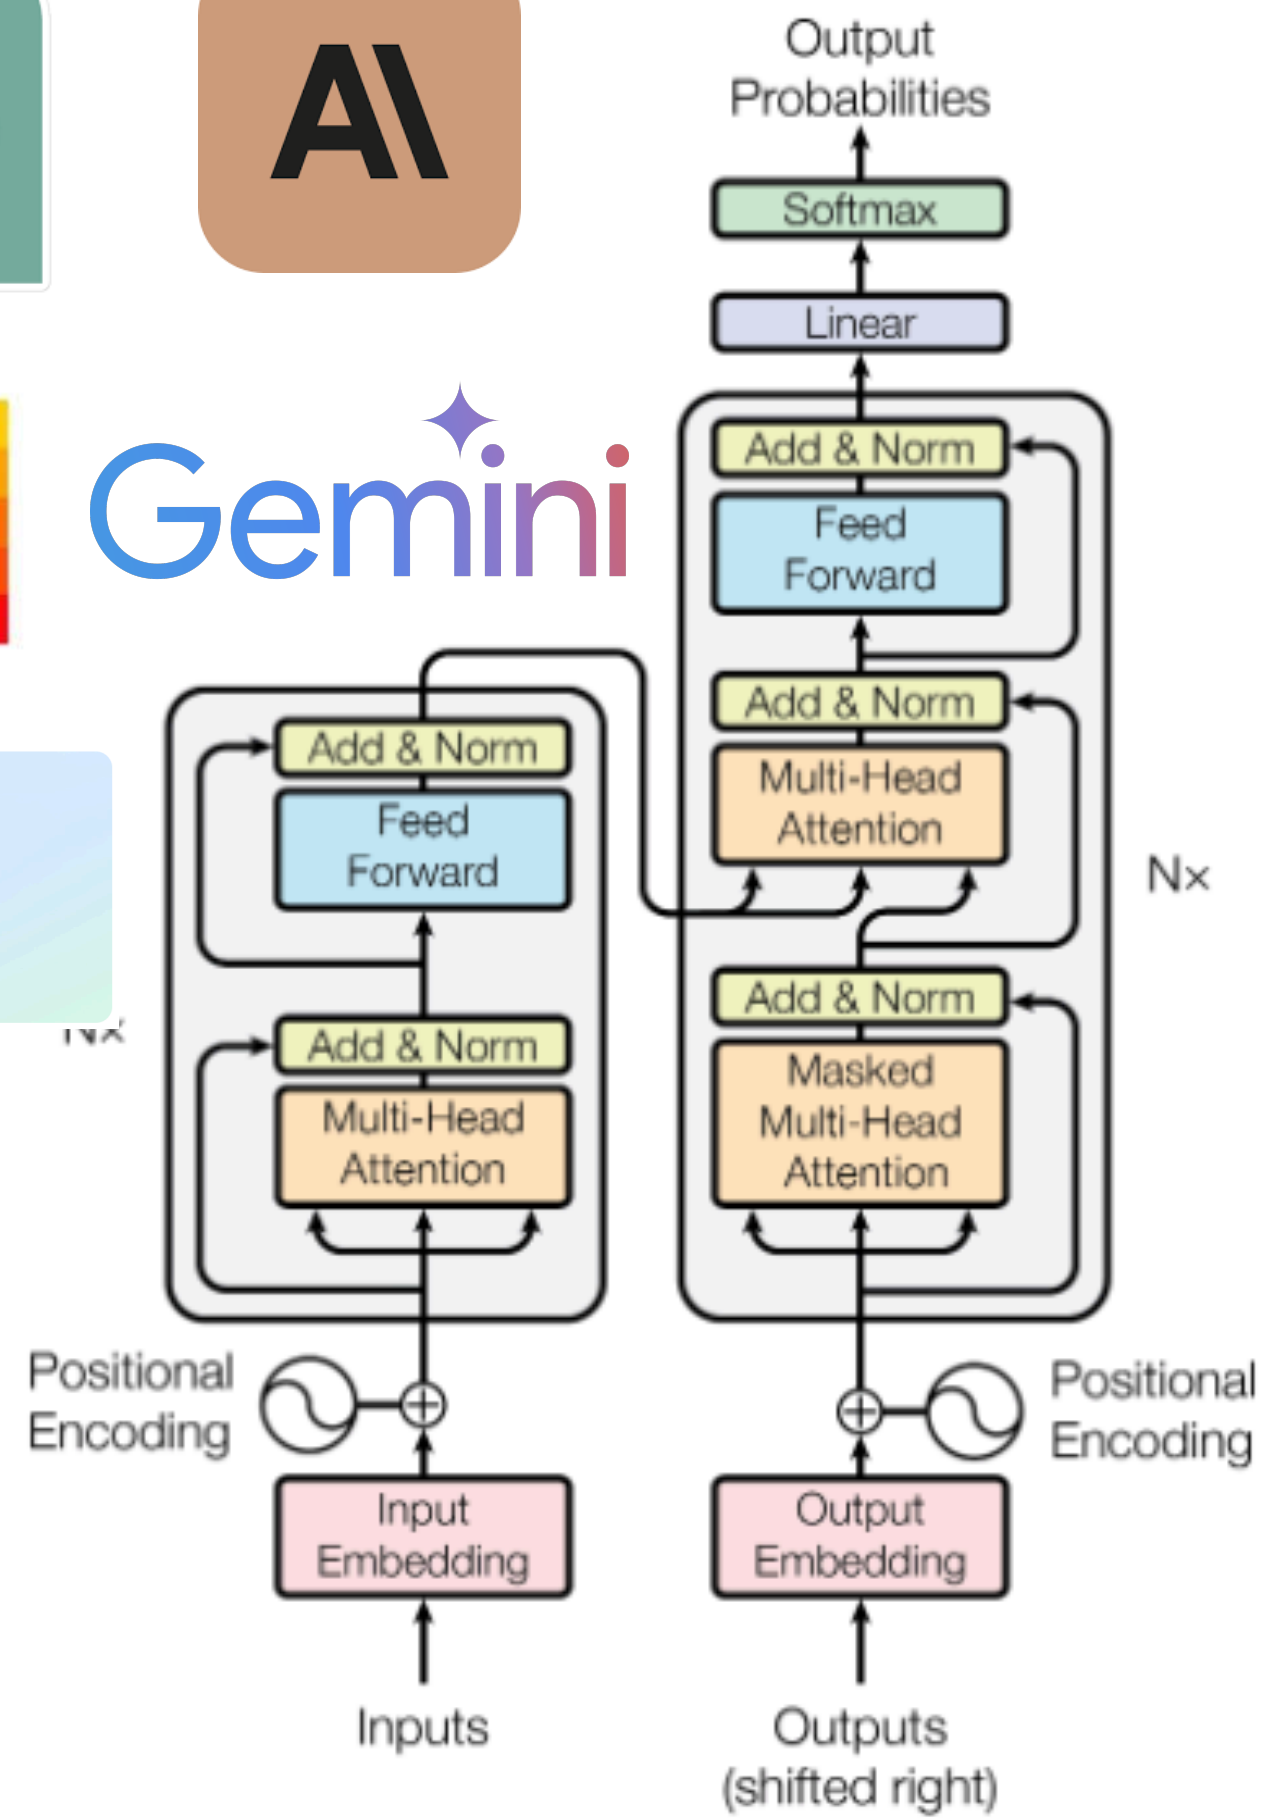 A\
Gemini
Output
Probabilities
Softmax
Linear
Add & Norm
Feed
Forward
Add & Norm
Multi-Head
Attention
Nx
Add & Norm
Masked
Multi-Head
Attention
Add & Norm
Feed
Forward
Nx
Add & Norm
Multi-Head
Attention
Positional
Encoding
Positional
Encoding
Input
Embedding
Output
Embedding
Inputs
Outputs
(shifted right)